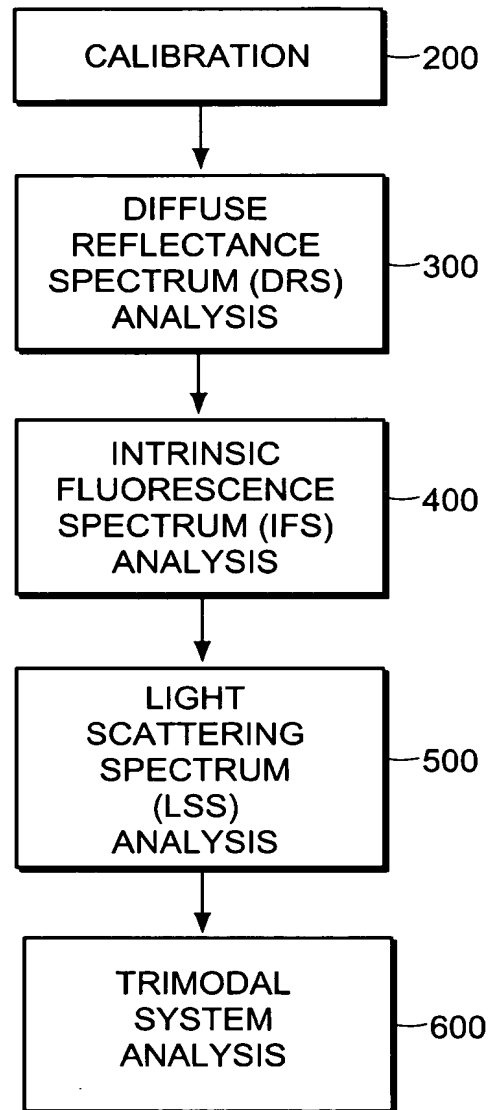 CALIBRATION
200
DIFFUSE
REFLECTANCE
SPECTRUM (DRS)
ANALYSIS
300
INTRINSIC
FLUORESCENCE
SPECTRUM (IFS)
ANALYSIS
400
LIGHT
SCATTERING
SPECTRUM
(LSS)
ANALYSIS
500
TRIMODAL
SYSTEM
ANALYSIS
600